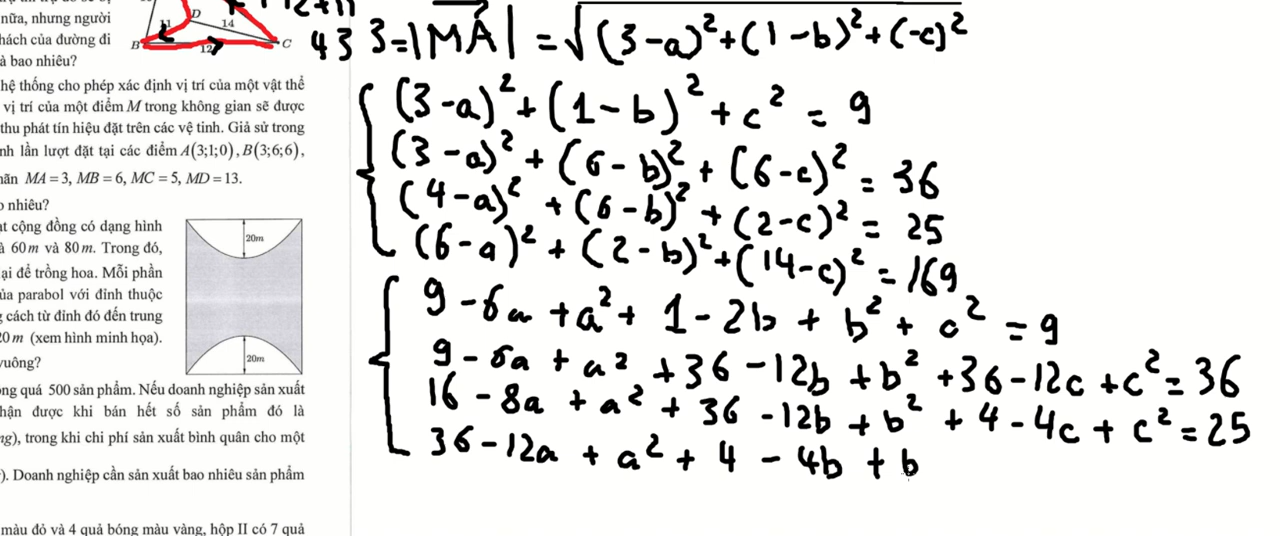 nữa, nhưng người
hách của đường đi
à bao nhiêu?
D
11
14
B
12
C
12+11
433=|MA| = √(3-a)²+(1-b)²+(-c)²
hệ thống cho phép xác định vị trí của một vật thể
vị trí của một điểm M trong không gian sẽ được
thu phát tín hiệu đặt trên các vệ tinh. Giả sử trong
nh lần lượt đặt tại các điểm A(3;1;0), B(3;6;6),
nãn MA=3, MB=6, MC=5, MD=13.
o nhiêu?
ạt cộng đồng có dạng hình
à 60m và 80m. Trong đó,
ại để trồng hoa. Mỗi phần
ủa parabol với đỉnh thuộc
g cách từ đỉnh đó đến trung
20m (xem hình minh họa).
vuông?
20m
20m
ông quá 500 sản phẩm. Nếu doanh nghiệp sản xuất
hận được khi bán hết số sản phẩm đó là
ng), trong khi chi phí sản xuất bình quân cho một
). Doanh nghiệp cần sản xuất bao nhiêu sản phẩm
màu đỏ và 4 quả bóng màu vàng, hộp II có 7 quả
(3-a)²+(1-b)²+c² = 9
(3-a)²+(6-b)²+(6-c)² = 36
(4-a)²+(6-b)²+(2-c)² = 25
(6-a)²+(2-b)²+(14-c)² = 169
9-6a+a²+1-2b+b²+c² = 9
9-6a+a²+36-12b+b²+36-12c+c² = 36
16-8a+a²+36-12b+b²+4-4c+c² = 25
36-12a+a²+4-4b+b